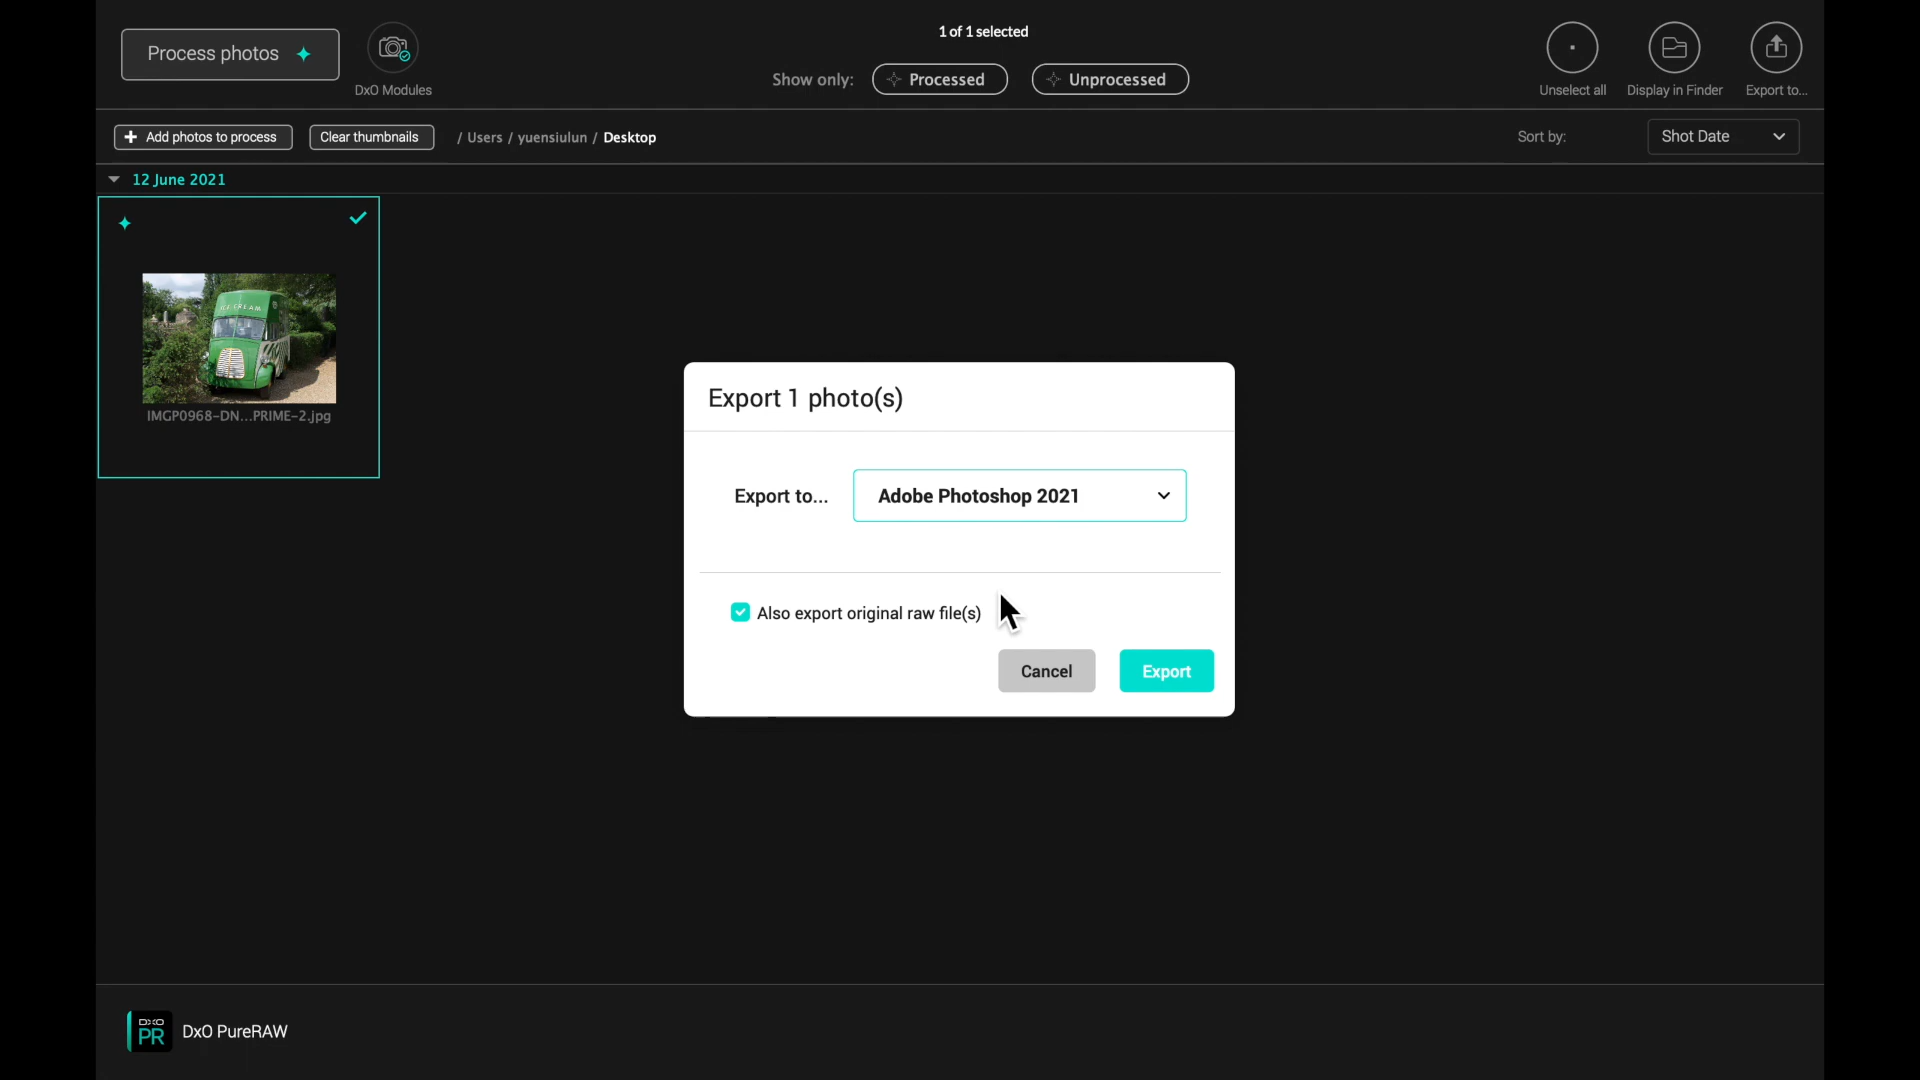 Process photos
DxO Modules
1 of 1 selected
Show only:
Processed
Unprocessed
Unselect all
Display in Finder
Export to...
Add photos to process
Clear thumbnails
/ Users / yuensiulun / Desktop
Sort by:
Shot Date
12 June 2021
ICE CREAM
IMGP0968-DN...PRIME-2.jpg
Export 1 photo(s)
Export to...
Adobe Photoshop 2021
Also export original raw file(s)
Cancel
Export
DXO
PR
DxO PureRAW